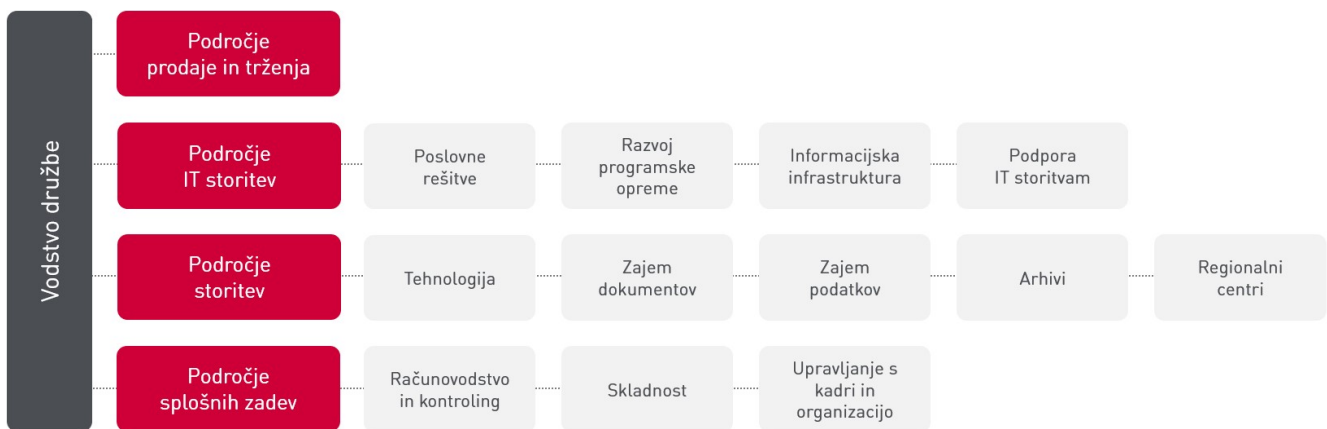 Vodstvo družbe
Področje
prodaje in trženja
Področje
IT storitev
Poslovne
rešitve
Razvoj
programske
opreme
Informacijska
infrastruktura
Podpora
IT storitvam
Področje
storitev
Tehnologija
Zajem
dokumentov
Zajem
podatkov
Arhivi
Regionalni
centri
Področje
splošnih zadev
Računovodstvo
in kontroling
Skladnost
Upravljanje s
kadri in
organizacijo